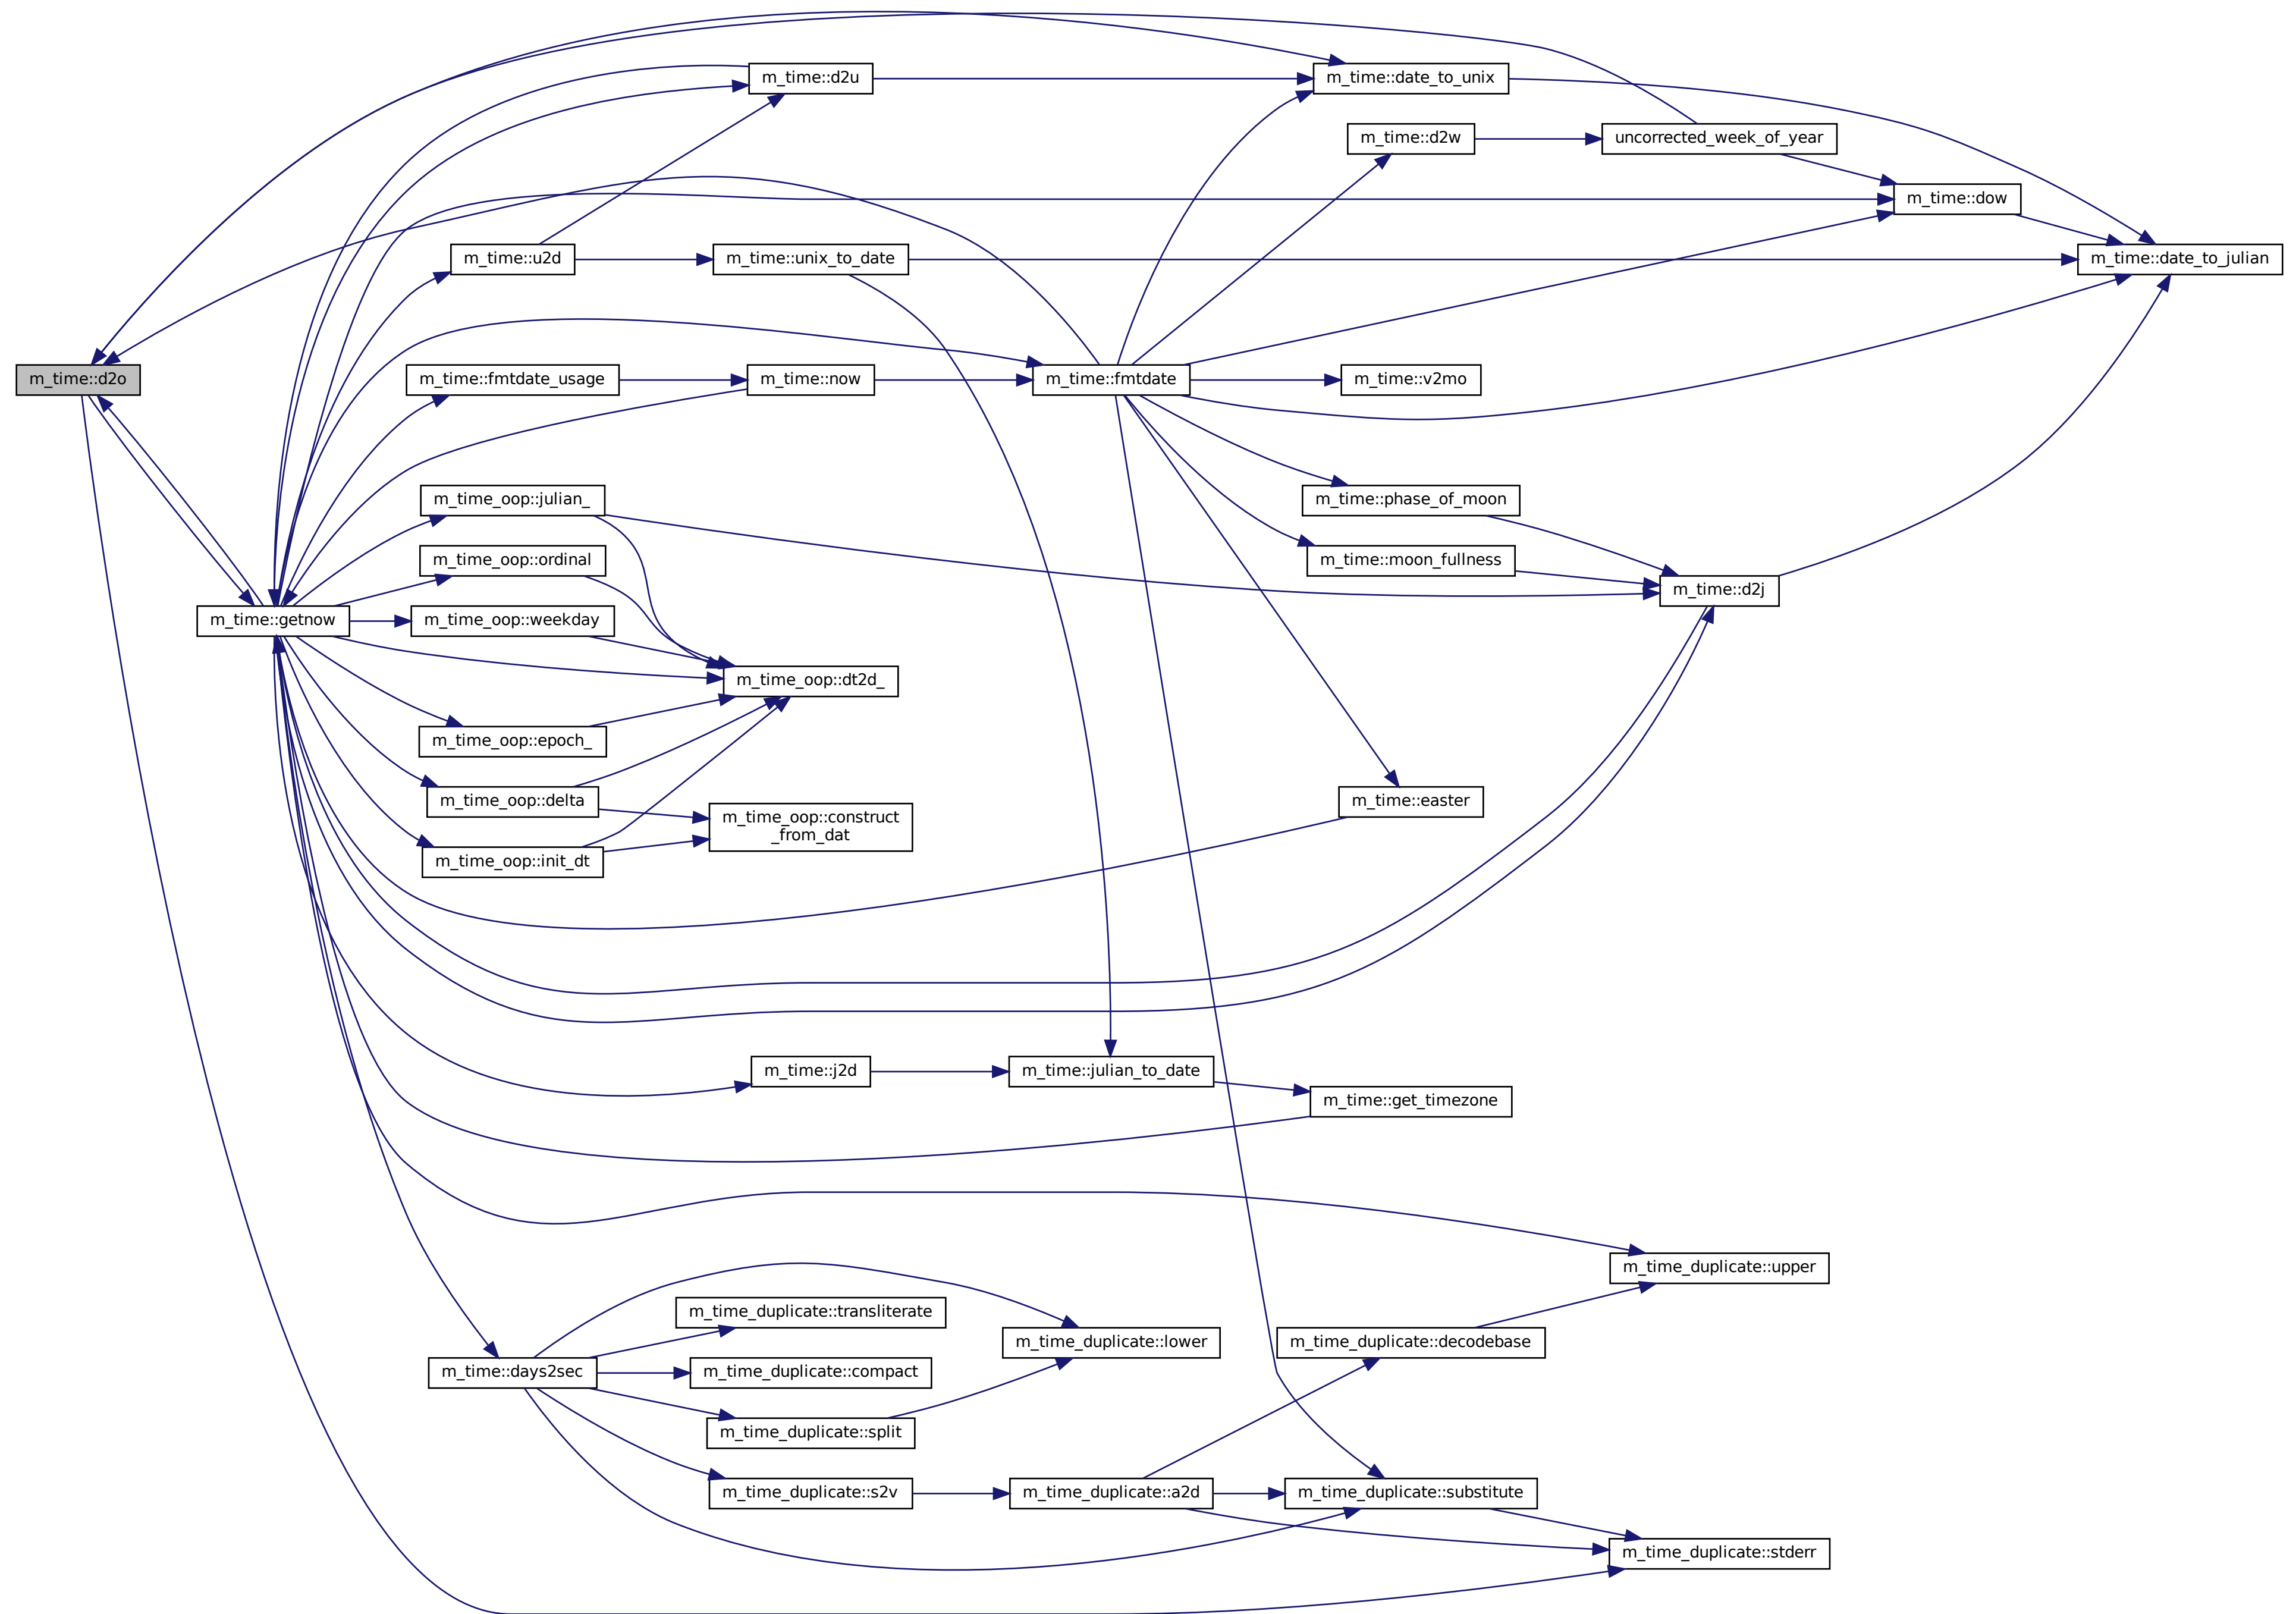 m_time::d2u
m_time::date_to_unix
m_time::d2w
uncorrected_week_of_year
m_time::dow
m_time::u2d
m_time::unix_to_date
m_time::date_to_julian
m_time::d2o
m_time::fmtdate_usage
m_time::now
m_time::fmtdate
m_time::v2mo
m_time_oop::julian_
m_time::phase_of_moon
m_time_oop::ordinal
m_time::moon_fullness
m_time::d2j
m_time::getnow
m_time_oop::weekday
m_time_oop::dt2d_
m_time_oop::epoch_
m_time_oop::delta
m_time::easter
m_time_oop::construct
_from_dat
m_time_oop::init_dt
m_time::j2d
m_time::julian_to_date
m_time::get_timezone
m_time_duplicate::upper
m_time_duplicate::transliterate
m_time_duplicate::lower
m_time_duplicate::decodebase
m_time::days2sec
m_time_duplicate::compact
m_time_duplicate::split
m_time_duplicate::s2v
m_time_duplicate::a2d
m_time_duplicate::substitute
m_time_duplicate::stderr